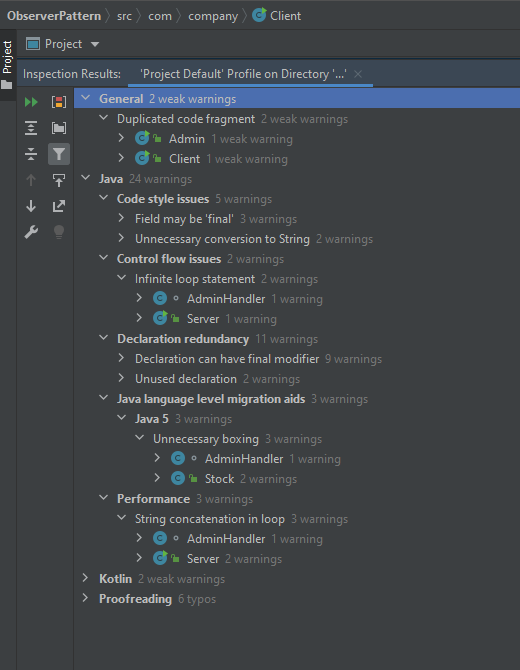 ObserverPattern src com company Client
Project
Project
Inspection Results: 'Project Default' Profile on Directory '...'
General 2 weak warnings
Duplicated code fragment 2 weak warnings
Admin 1 weak warning
Client 1 weak warning
Java 24 warnings
Code style issues 5 warnings
Field may be 'final' 3 warnings
Unnecessary conversion to String 2 warnings
Control flow issues 2 warnings
Infinite loop statement 2 warnings
AdminHandler 1 warning
Server 1 warning
Declaration redundancy 11 warnings
Declaration can have final modifier 9 warnings
Unused declaration 2 warnings
Java language level migration aids 3 warnings
Java 5 3 warnings
Unnecessary boxing 3 warnings
AdminHandler 1 warning
Stock 2 warnings
Performance 3 warnings
String concatenation in loop 3 warnings
AdminHandler 1 warning
Server 2 warnings
Kotlin 2 weak warnings
Proofreading 6 typos